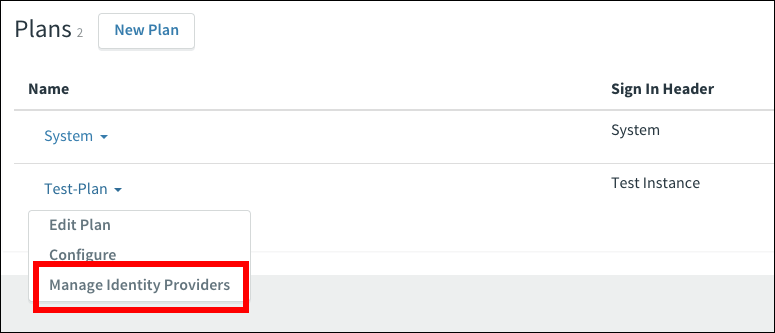 Plans 2 New Plan
Name Sign In Header
System System
Test-Plan Test Instance
Edit Plan
Configure
Manage Identity Providers